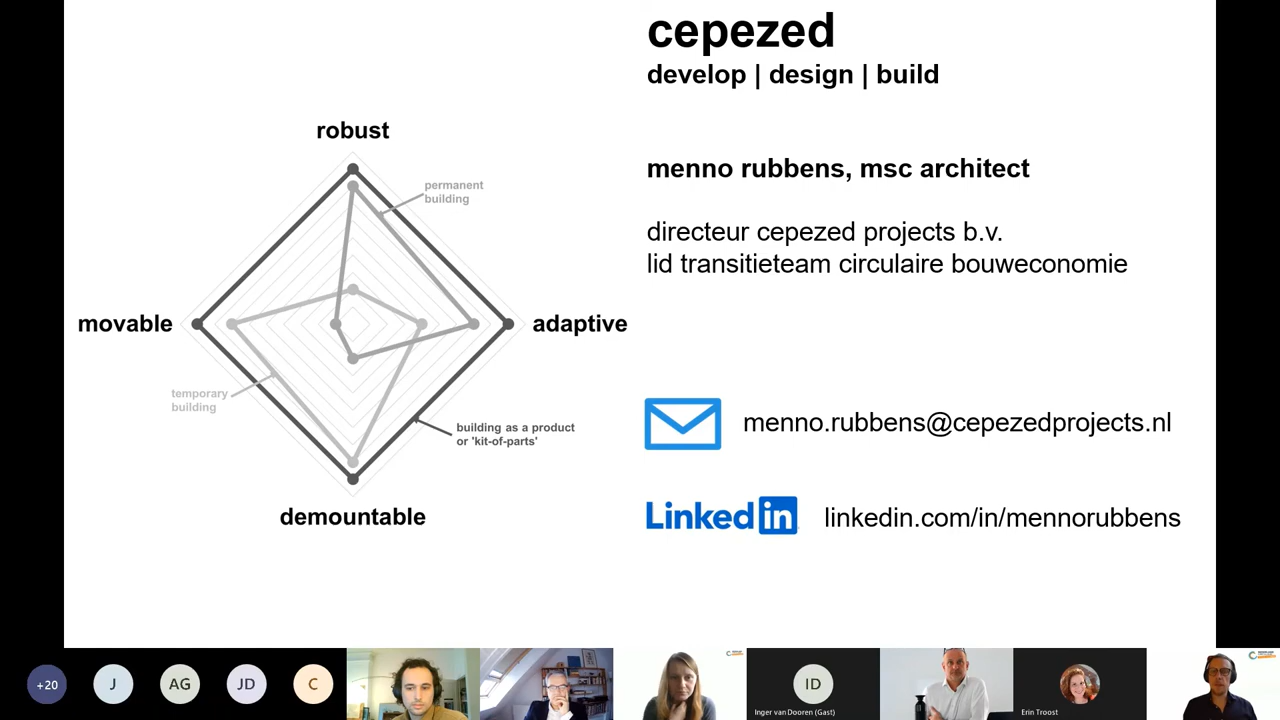 cepezed
develop | design | build
robust
permanent
building
menno rubbens, msc architect
directeur cepezed projects b.v.
lid transitieteam circulaire bouweconomie
movable
adaptive
temporary
building
building as a product
or 'kit-of-parts'
menno.rubbens@cepezedprojects.nl
demountable
LinkedIn
linkedin.com/in/mennorubbens
+20
J
AG
JD
C
ID
Inger van Dooren (Gast)
Erin Troost